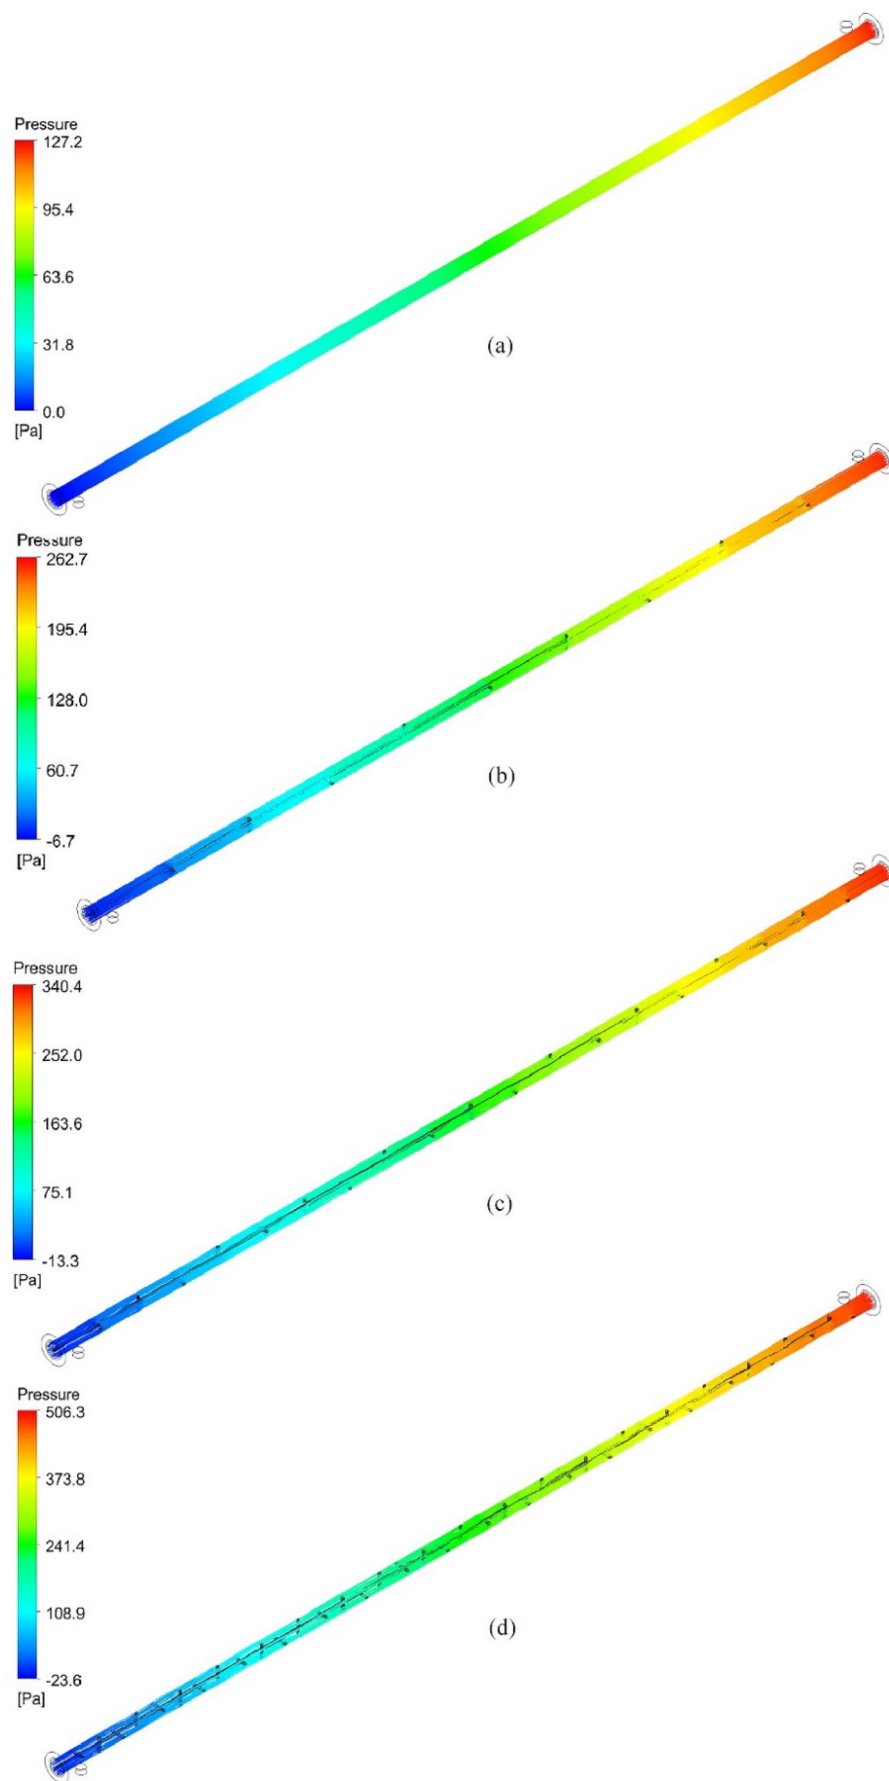 Pressure
127.2
95.4
63.6
31.8
0.0
[Pa]
(a)
Pressure
262.7
195.4
128.0
60.7
-6.7
[Pa]
(b)
Pressure
340.4
252.0
163.6
75.1
-13.3
[Pa]
(c)
Pressure
506.3
373.8
241.4
108.9
-23.6
[Pa]
(d)